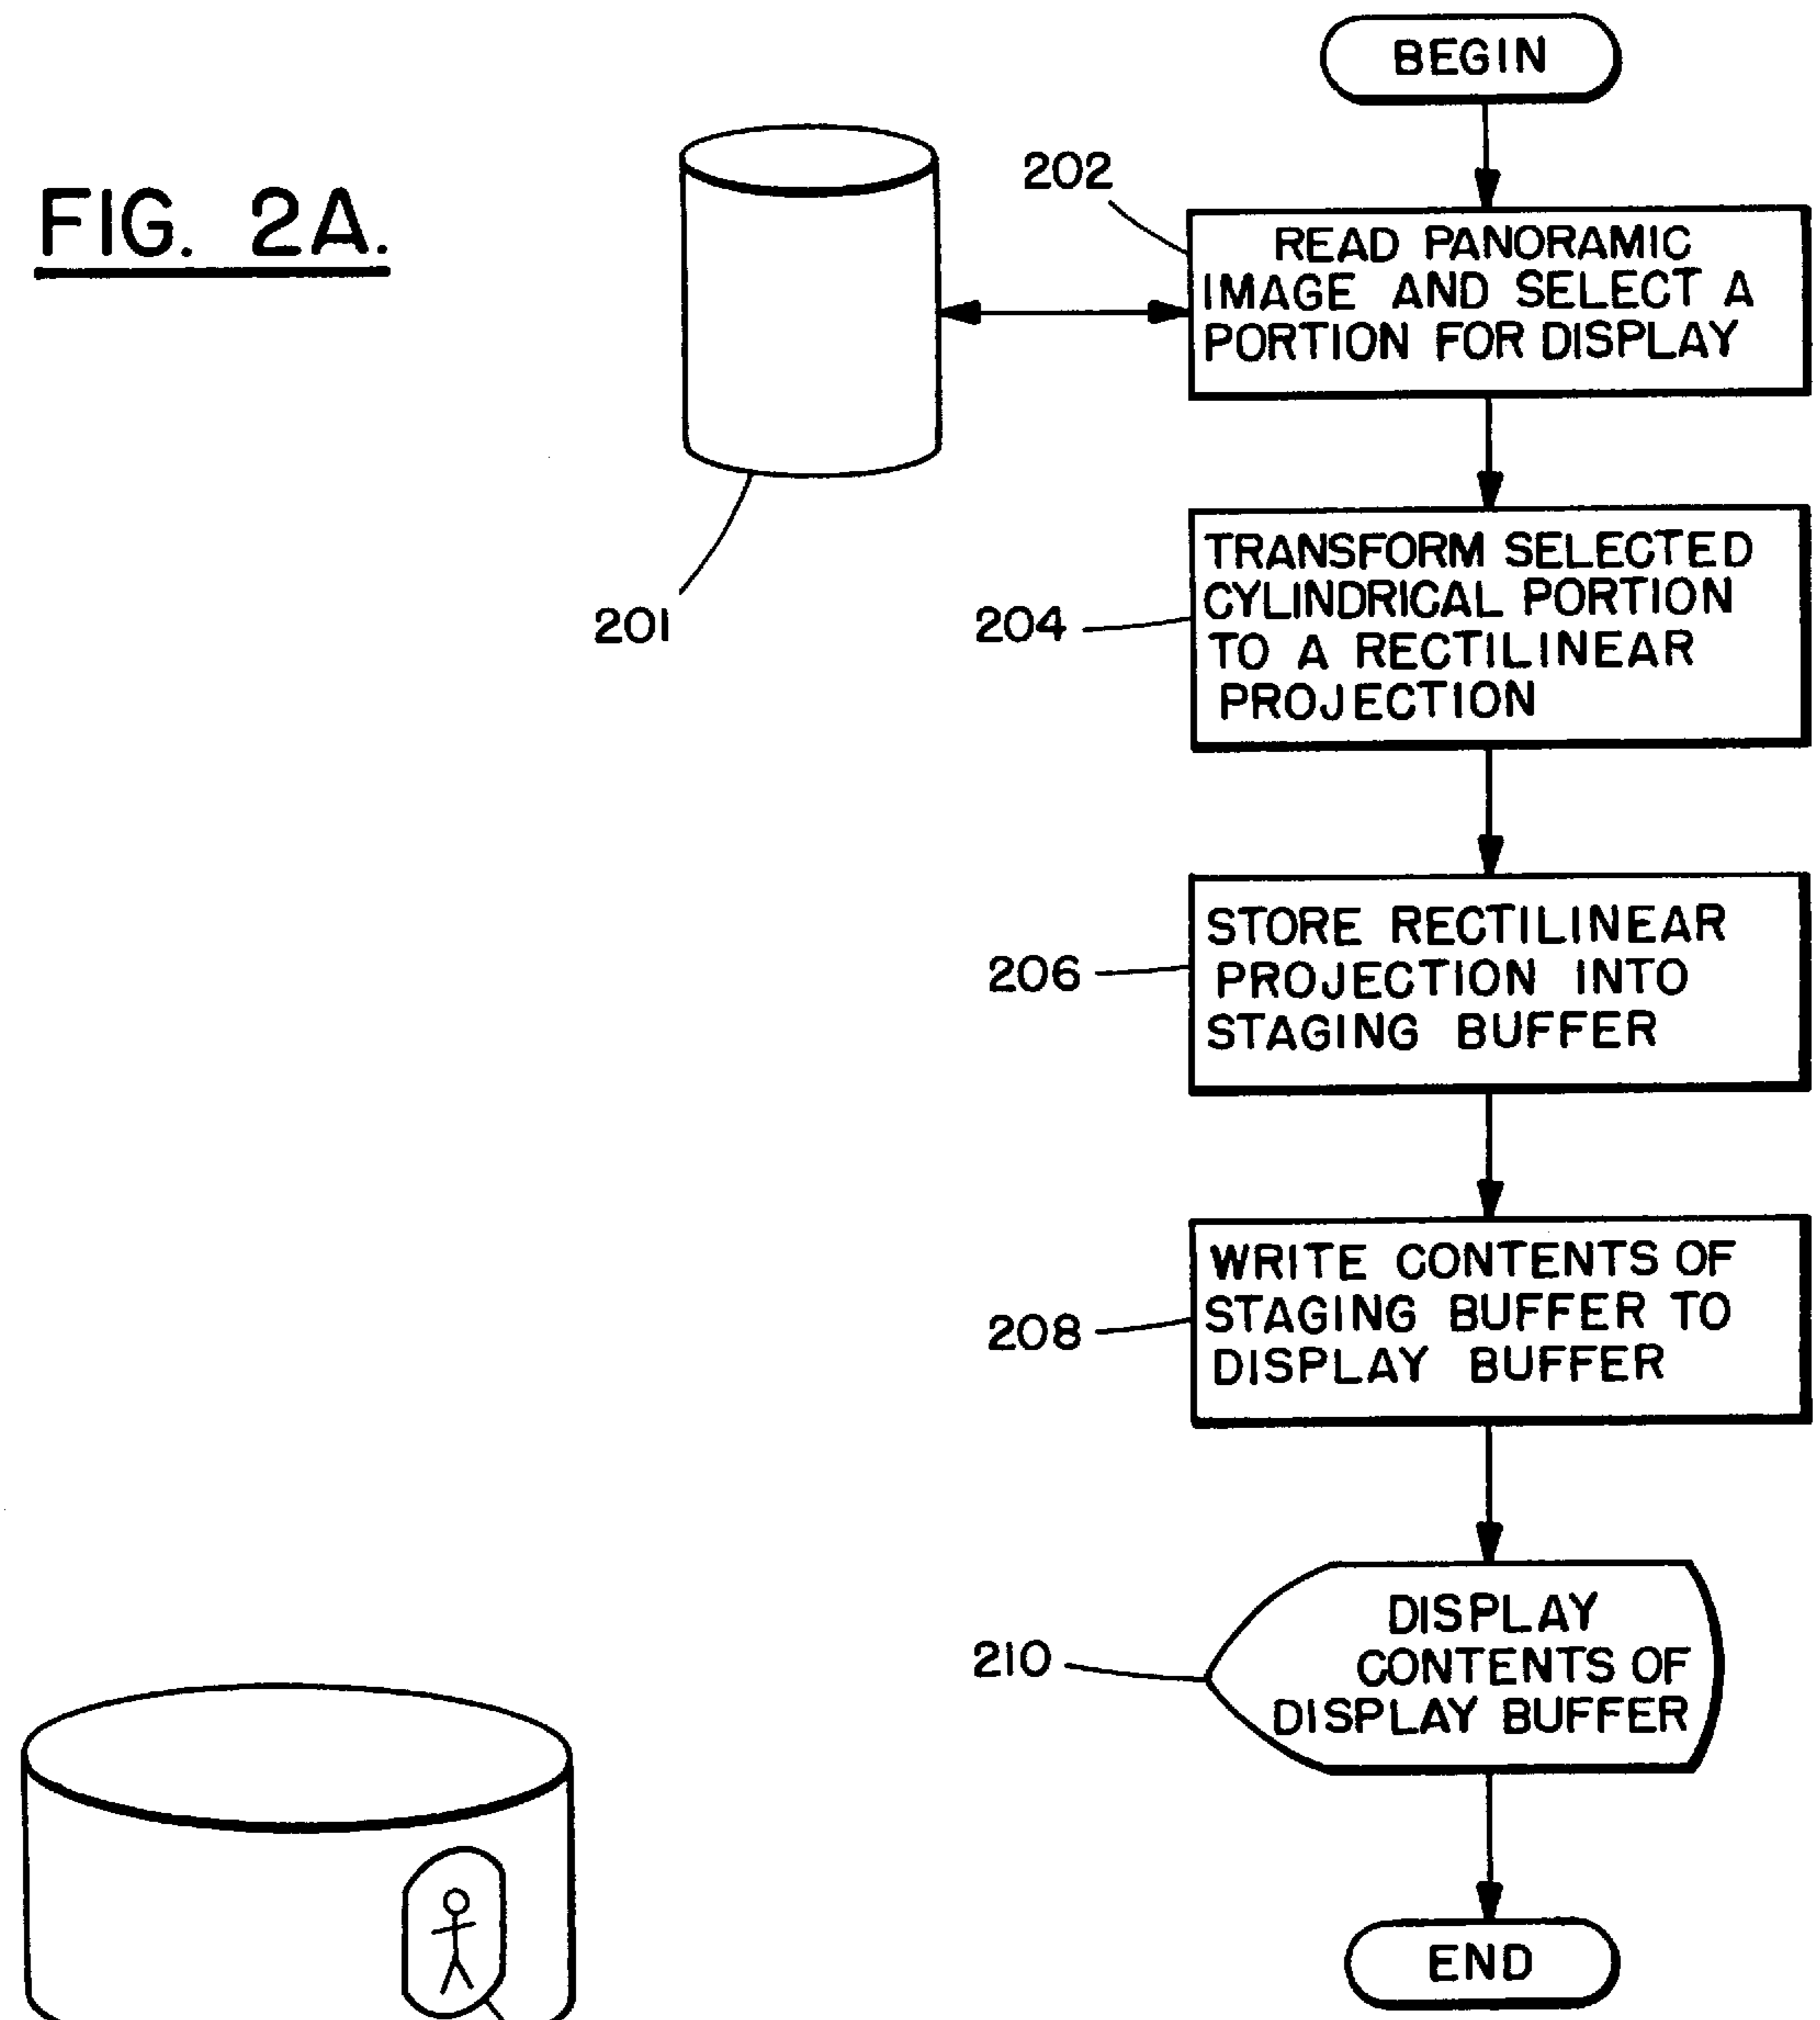 FIG. 2A.
BEGIN
202
READ PANORAMIC
IMAGE AND SELECT A
PORTION FOR DISPLAY
201
204
TRANSFORM SELECTED
CYLINDRICAL PORTION
TO A RECTILINEAR
PROJECTION
206
STORE RECTILINEAR
PROJECTION INTO
STAGING BUFFER
208
WRITE CONTENTS OF
STAGING BUFFER TO
DISPLAY BUFFER
210
DISPLAY
CONTENTS OF
DISPLAY BUFFER
END